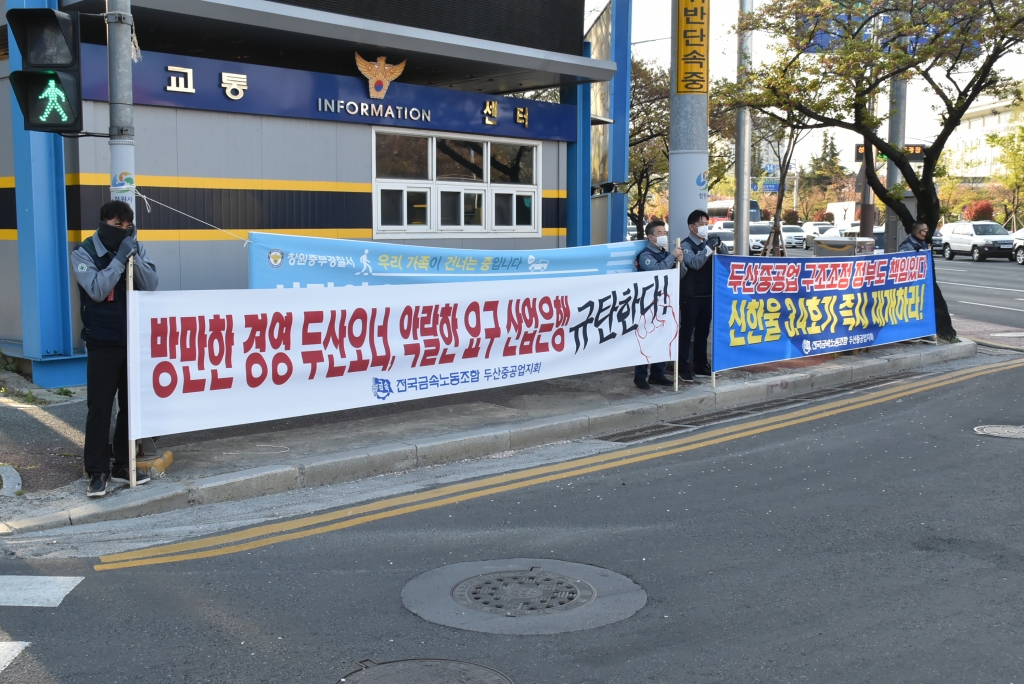 교통
INFORMATION
센터
위반단속중
창원중부경찰서
우리 가족이 건너는 중입니다
방만한 경영 두산오너, 악랄한 요구 산업은행 규탄한다!
전국금속노동조합 두산중공업지회
두산중공업 구조조정 정부도 책임있다
신한울 3,4호기 즉시 재개하라!
전국금속노동조합 두산중공업지회